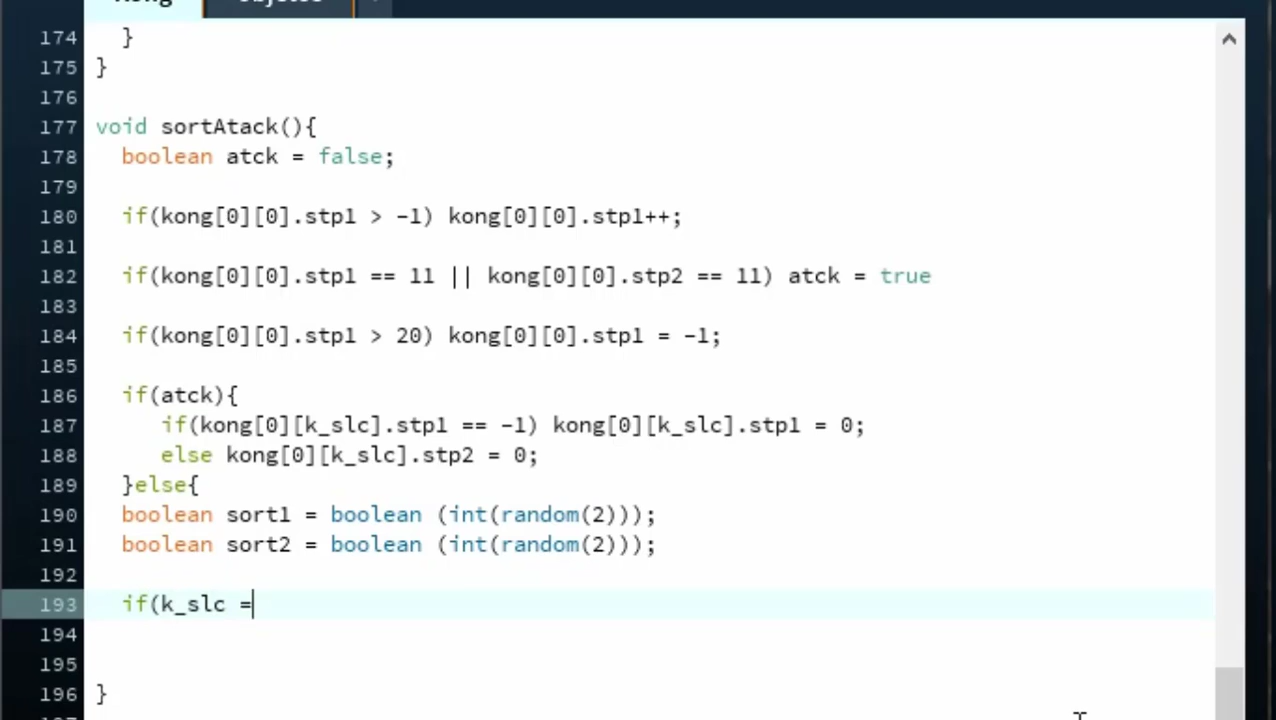 Kong Objetos
174 }
175 }
176
177 void sortAtack(){
178 boolean atck = false;
179
180 if(kong[0][0].stp1 > -1) kong[0][0].stp1++;
181
182 if(kong[0][0].stp1 == 11 || kong[0][0].stp2 == 11) atck = true
183
184 if(kong[0][0].stp1 > 20) kong[0][0].stp1 = -1;
185
186 if(atck){
187 if(kong[0][k_slc].stp1 == -1) kong[0][k_slc].stp1 = 0;
188 else kong[0][k_slc].stp2 = 0;
189 }else{
190 boolean sort1 = boolean (int(random(2)));
191 boolean sort2 = boolean (int(random(2)));
192
193 if(k_slc =
194
195
196 }